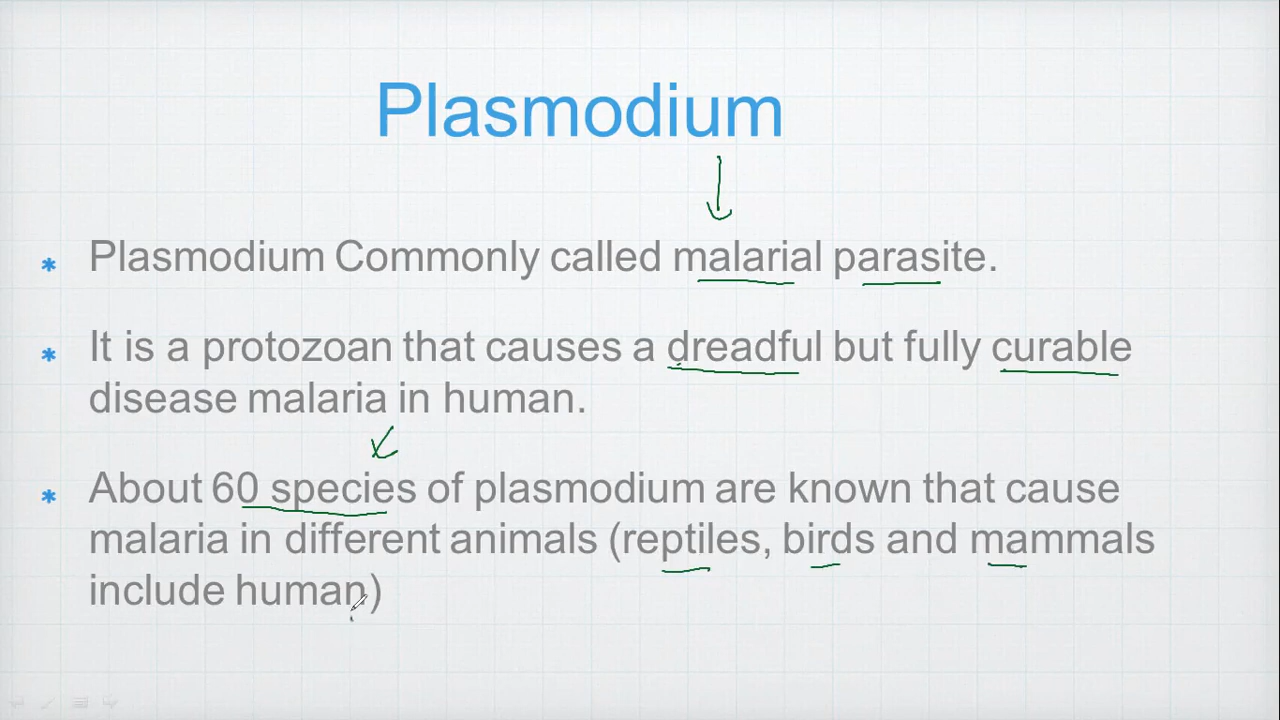 Plasmodium
* Plasmodium Commonly called malarial parasite.
* It is a protozoan that causes a dreadful but fully curable
disease malaria in human.
* About 60 species of plasmodium are known that cause
malaria in different animals (reptiles, birds and mammals
include human)